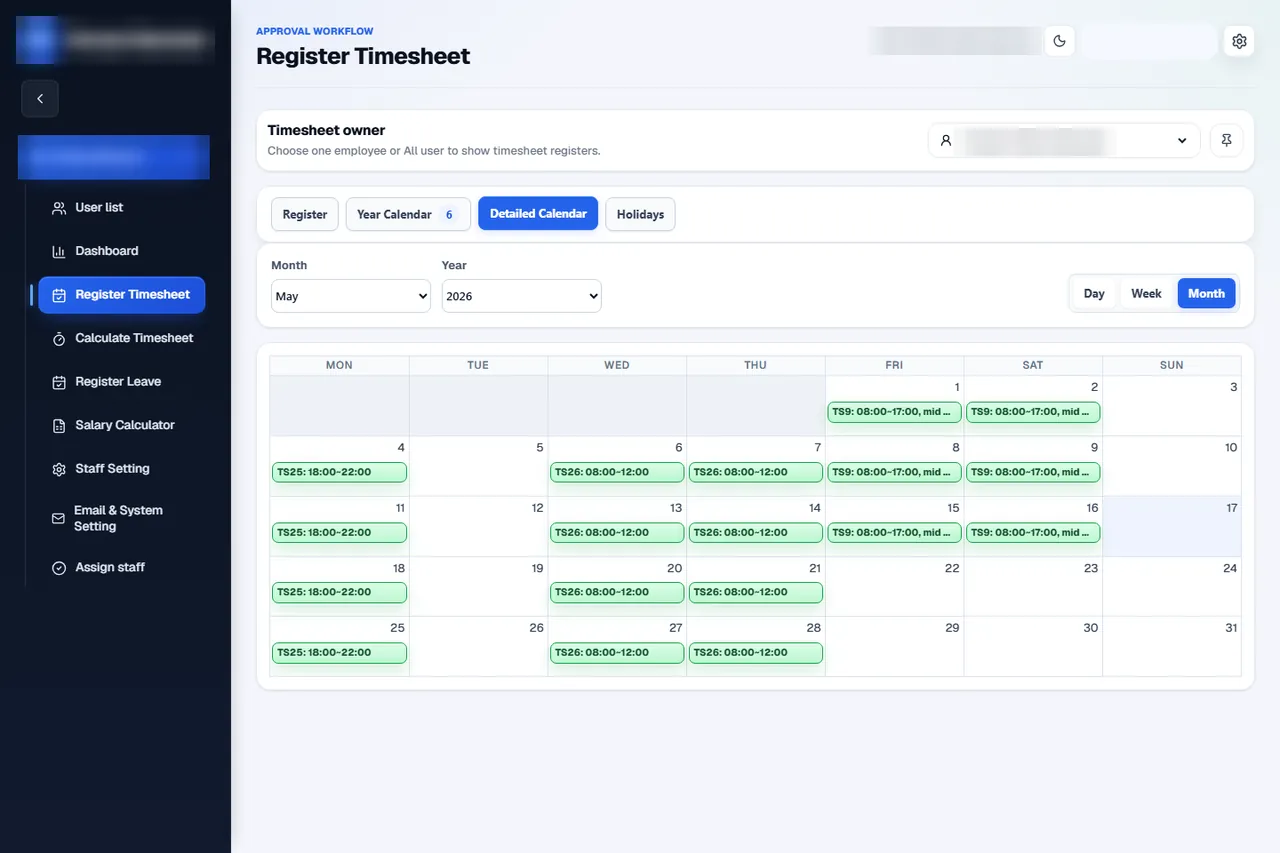 APPROVAL WORKFLOW
Register Timesheet
User list
Dashboard
Register Timesheet
Calculate Timesheet
Register Leave
Salary Calculator
Staff Setting
Email & System
Setting
Assign staff
Timesheet owner
Choose one employee or All user to show timesheet registers.
Register
Year Calendar 6
Detailed Calendar
Holidays
Month
Year
May
2026
Day
Week
Month
MON TUE WED THU FRI SAT SUN
1 2 3
TS9: 08:00~17:00, mid ... TS9: 08:00~17:00, mid ...
4 5 6 7 8 9 10
TS25: 18:00~22:00 TS26: 08:00~12:00 TS26: 08:00~12:00 TS9: 08:00~17:00, mid ... TS9: 08:00~17:00, mid ...
11 12 13 14 15 16 17
TS25: 18:00~22:00 TS26: 08:00~12:00 TS26: 08:00~12:00 TS9: 08:00~17:00, mid ... TS9: 08:00~17:00, mid ...
18 19 20 21 22 23 24
TS25: 18:00~22:00 TS26: 08:00~12:00 TS26: 08:00~12:00
25 26 27 28 29 30 31
TS25: 18:00~22:00 TS26: 08:00~12:00 TS26: 08:00~12:00